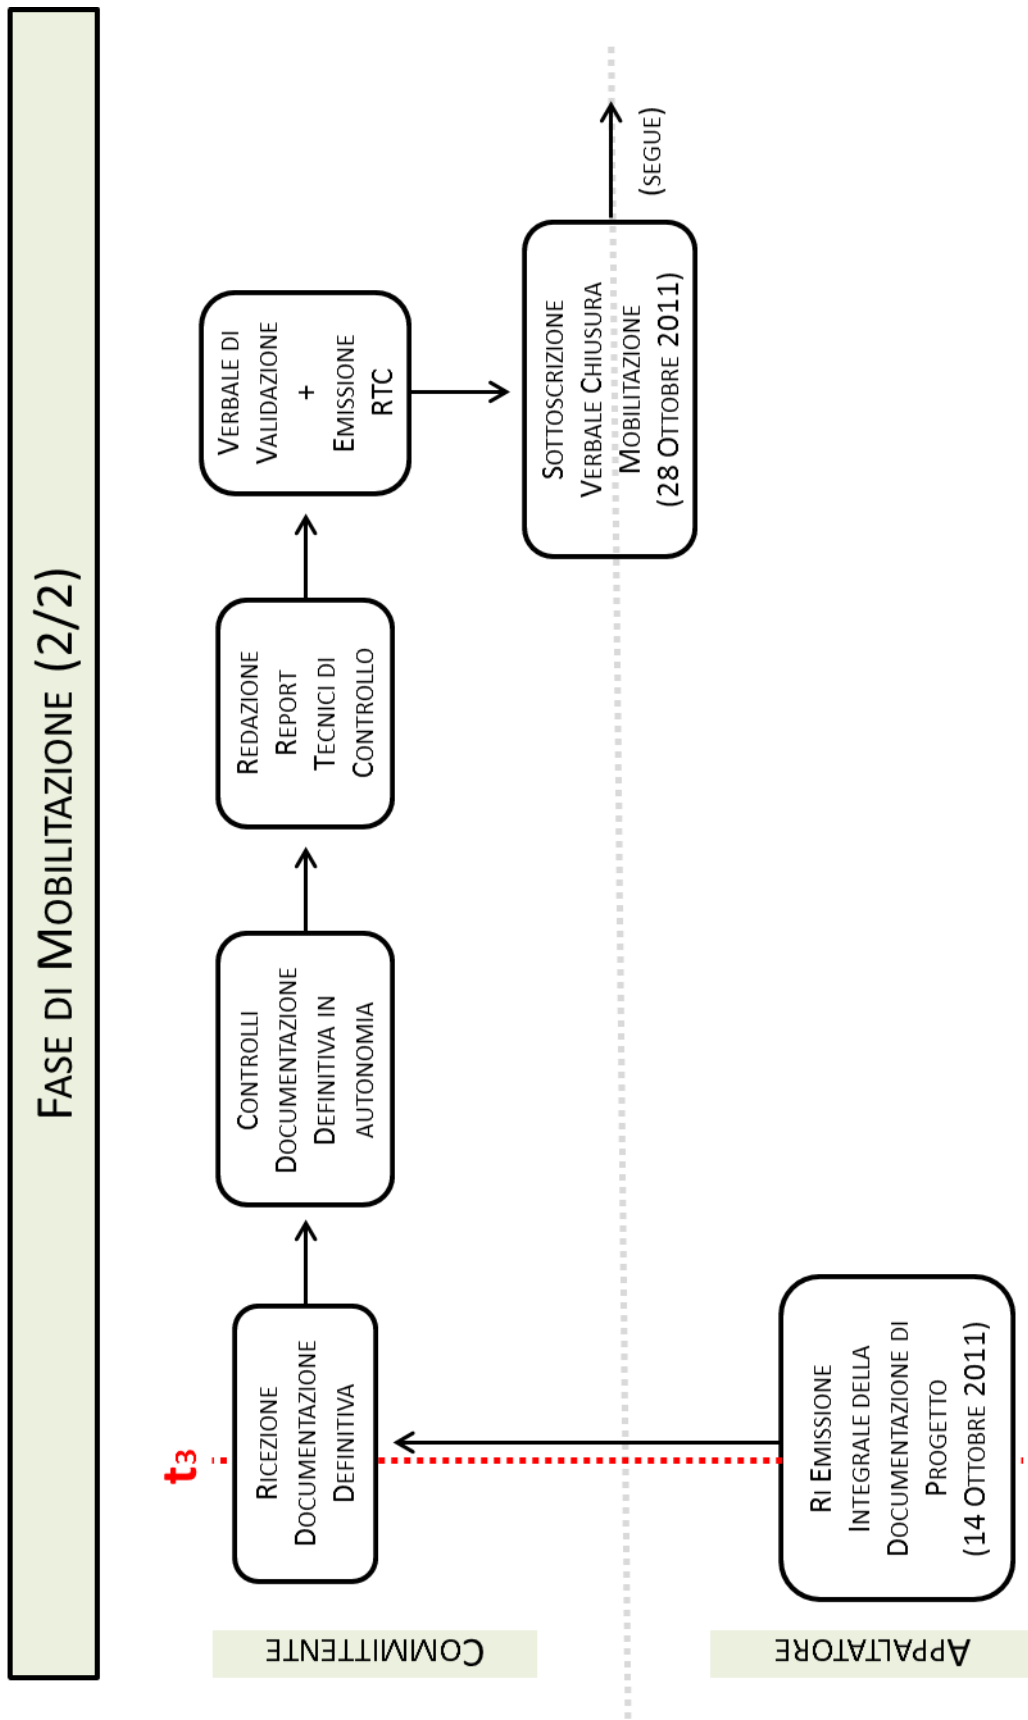 Fase di Mobilitazione (2/2)
Committente
t3
Ricezione
Documentazione
Definitiva
Controlli
Documentazione
Definitiva in
autonomia
Redazione
Report
Tecnici di
Controllo
Verbale di
Validazione
+
Emissione
RTC
Sottoscrizione
Verbale Chiusura
Mobilitazione
(28 Ottobre 2011)
(segue)
Appaltatore
Ri Emissione
Integrale della
Documentazione di
Progetto
(14 Ottobre 2011)